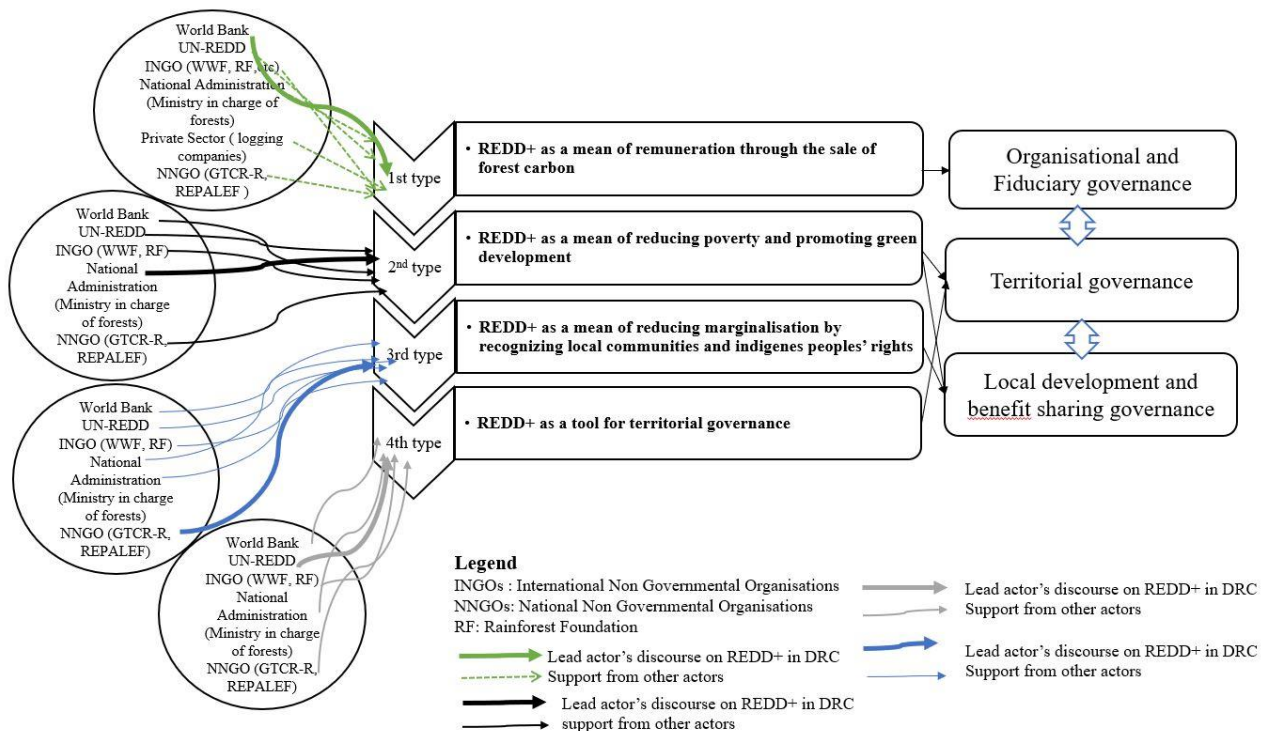 World Bank
UN-REDD
INGO (WWF, RF, etc)
National Administration
(Ministry in charge of
forests)
Private Sector ( logging
companies)
NNGO (GTCR-R,
REPALEF )
1st type
• REDD+ as a mean of remuneration through the sale of
forest carbon
Organisational and
Fiduciary governance
World Bank
UN-REDD
INGO (WWF, RF)
National
Administration
(Ministry in charge
of forests)
NNGO (GTCR-R,
REPALEF)
2nd type
• REDD+ as a mean of reducing poverty and promoting green
development
Territorial governance
World Bank
UN-REDD
INGO (WWF, RF)
National
Administration
(Ministry in charge
of forests)
NNGO (GTCR-R,
REPALEF)
3rd type
• REDD+ as a mean of reducing marginalisation by
recognizing local communities and indigenes peoples' rights
Local development and
benefit sharing governance
World Bank
UN-REDD
INGO (WWF, RF)
National
Administration
(Ministry in charge
of forests)
NNGO (GTCR-R,
REPALEF)
4th type
• REDD+ as a tool for territorial governance
Legend
INGOs : International Non Governmental Organisations
NNGOs: National Non Governmental Organisations
RF: Rainforest Foundation
Lead actor's discourse on REDD+ in DRC
Support from other actors
Lead actor's discourse on REDD+ in DRC
support from other actors
Lead actor's discourse on REDD+ in DRC
Support from other actors
Lead actor's discourse on REDD+ in DRC
Support from other actors